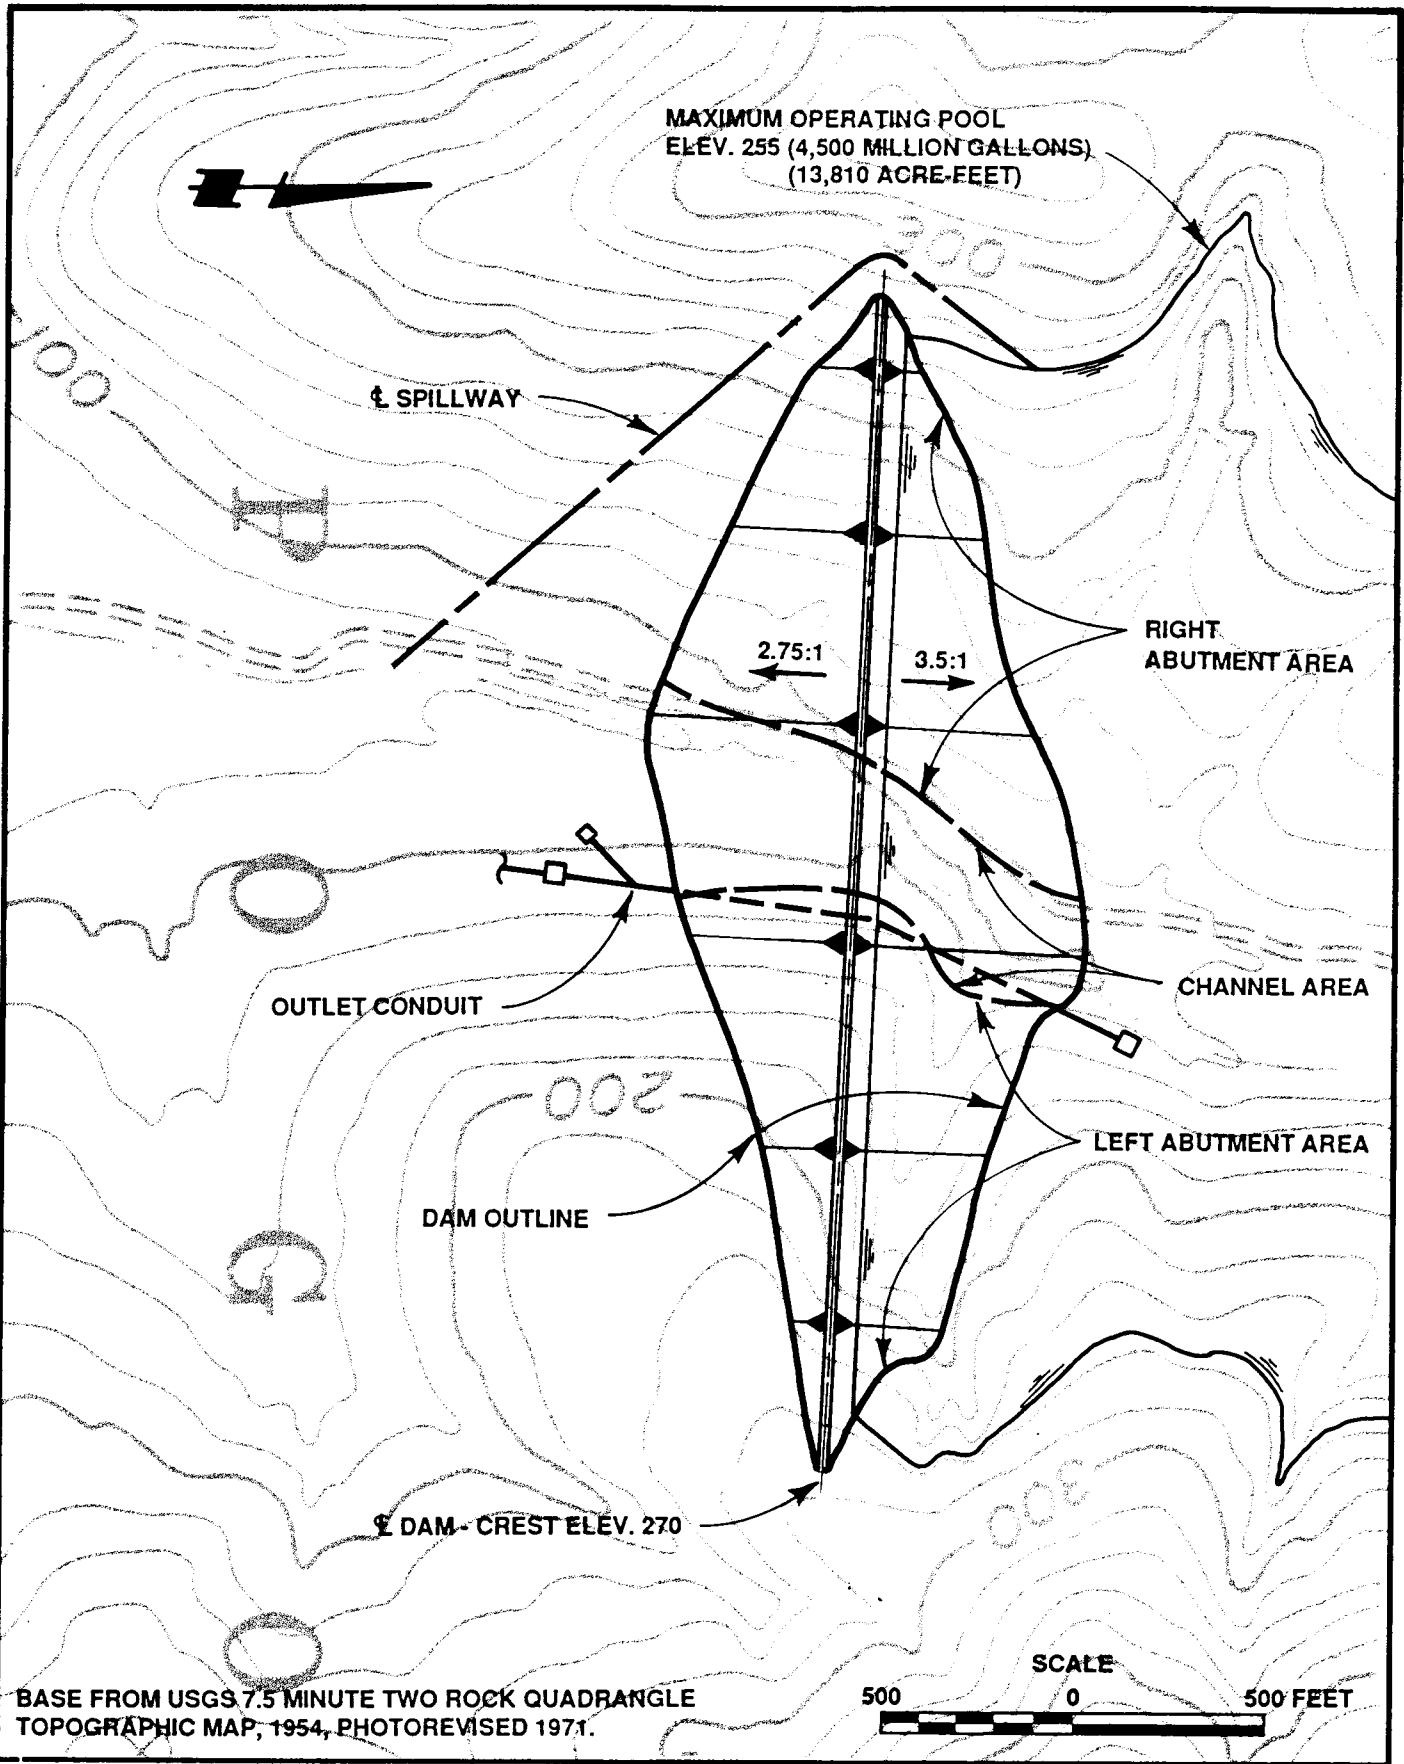 MAXIMUM OPERATING POOL
ELEV. 255 (4,500 MILLION GALLONS)
(13,810 ACRE-FEET)
300
400
℄ SPILLWAY
P
RIGHT
ABUTMENT AREA
2.75:1
3.5:1
O
CHANNEL AREA
OUTLET CONDUIT
200
LEFT ABUTMENT AREA
DAM OUTLINE
G
300
℄ DAM - CREST ELEV. 270
O
SCALE
500 0 500 FEET
BASE FROM USGS 7.5 MINUTE TWO ROCK QUADRANGLE
TOPOGRAPHIC MAP, 1954, PHOTOREVISED 1971.